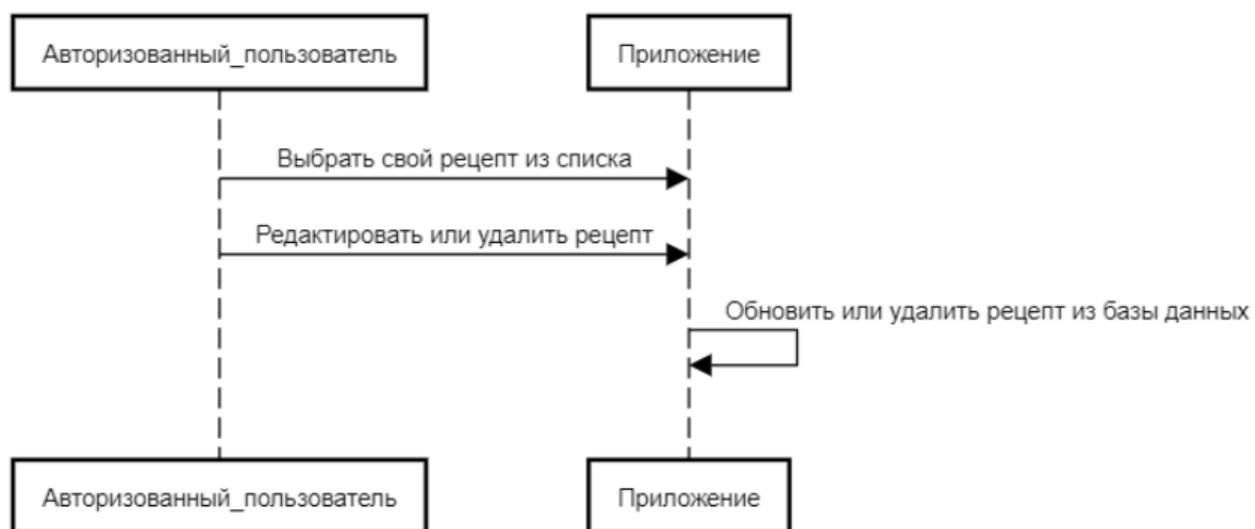 Авторизованный_пользователь
Приложение
Выбрать свой рецепт из списка
Редактировать или удалить рецепт
Обновить или удалить рецепт из базы данных
Авторизованный_пользователь
Приложение